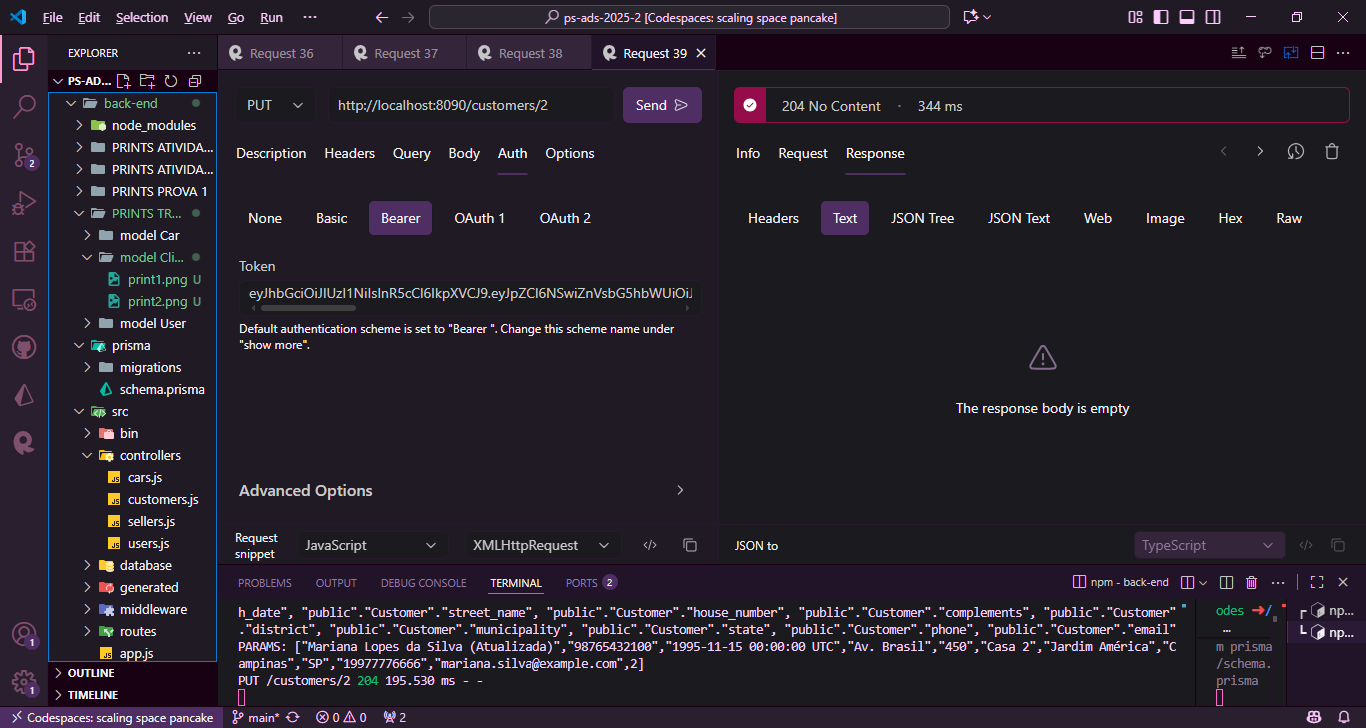 File Edit Selection View Go Run ··· ps-ads-2025-2 [Codespaces: scaling space pancake]
EXPLORER ···
PS-AD...
back-end
node_modules
PRINTS ATIVIDA...
PRINTS ATIVIDA...
PRINTS PROVA 1
PRINTS TR...
model Car
model Cli...
print1.png U
print2.png U
model User
prisma
migrations
schema.prisma
src
bin
controllers
JS cars.js
JS customers.js
JS sellers.js
JS users.js
database
generated
middleware
routes
JS app.js
OUTLINE
TIMELINE
2
1
1
Request 36 Request 37 Request 38 Request 39
PUT http://localhost:8090/customers/2 Send
Description Headers Query Body Auth Options
None Basic Bearer OAuth 1 OAuth 2
Token
Default authentication scheme is set to "Bearer ". Change this scheme name under
"show more".
Advanced Options
Request
snippet JavaScript XMLHttpRequest
204 No Content · 344 ms
Info Request Response
Headers Text JSON Tree JSON Text Web Image Hex Raw
The response body is empty
JSON to TypeScript
PROBLEMS OUTPUT DEBUG CONSOLE TERMINAL PORTS 2 npm - back-end ···
h_date", "public"."Customer"."street_name", "public"."Customer"."house_number", "public"."Customer"."complements", "public"."Customer"
."district", "public"."Customer"."municipality", "public"."Customer"."state", "public"."Customer"."phone", "public"."Customer"."email"
PARAMS: ["Mariana Lopes da Silva (Atualizada)","98765432100","1995-11-15 00:00:00 UTC","Av. Brasil","450","Casa 2","Jardim América","C
ampinas","SP","19977776666","mariana.silva@example.com",2]
PUT /customers/2 204 195.530 ms - -
odes ➜/
…
m prisma
/schema.
prisma
np...
np...
Codespaces: scaling space pancake main* 0 0 2